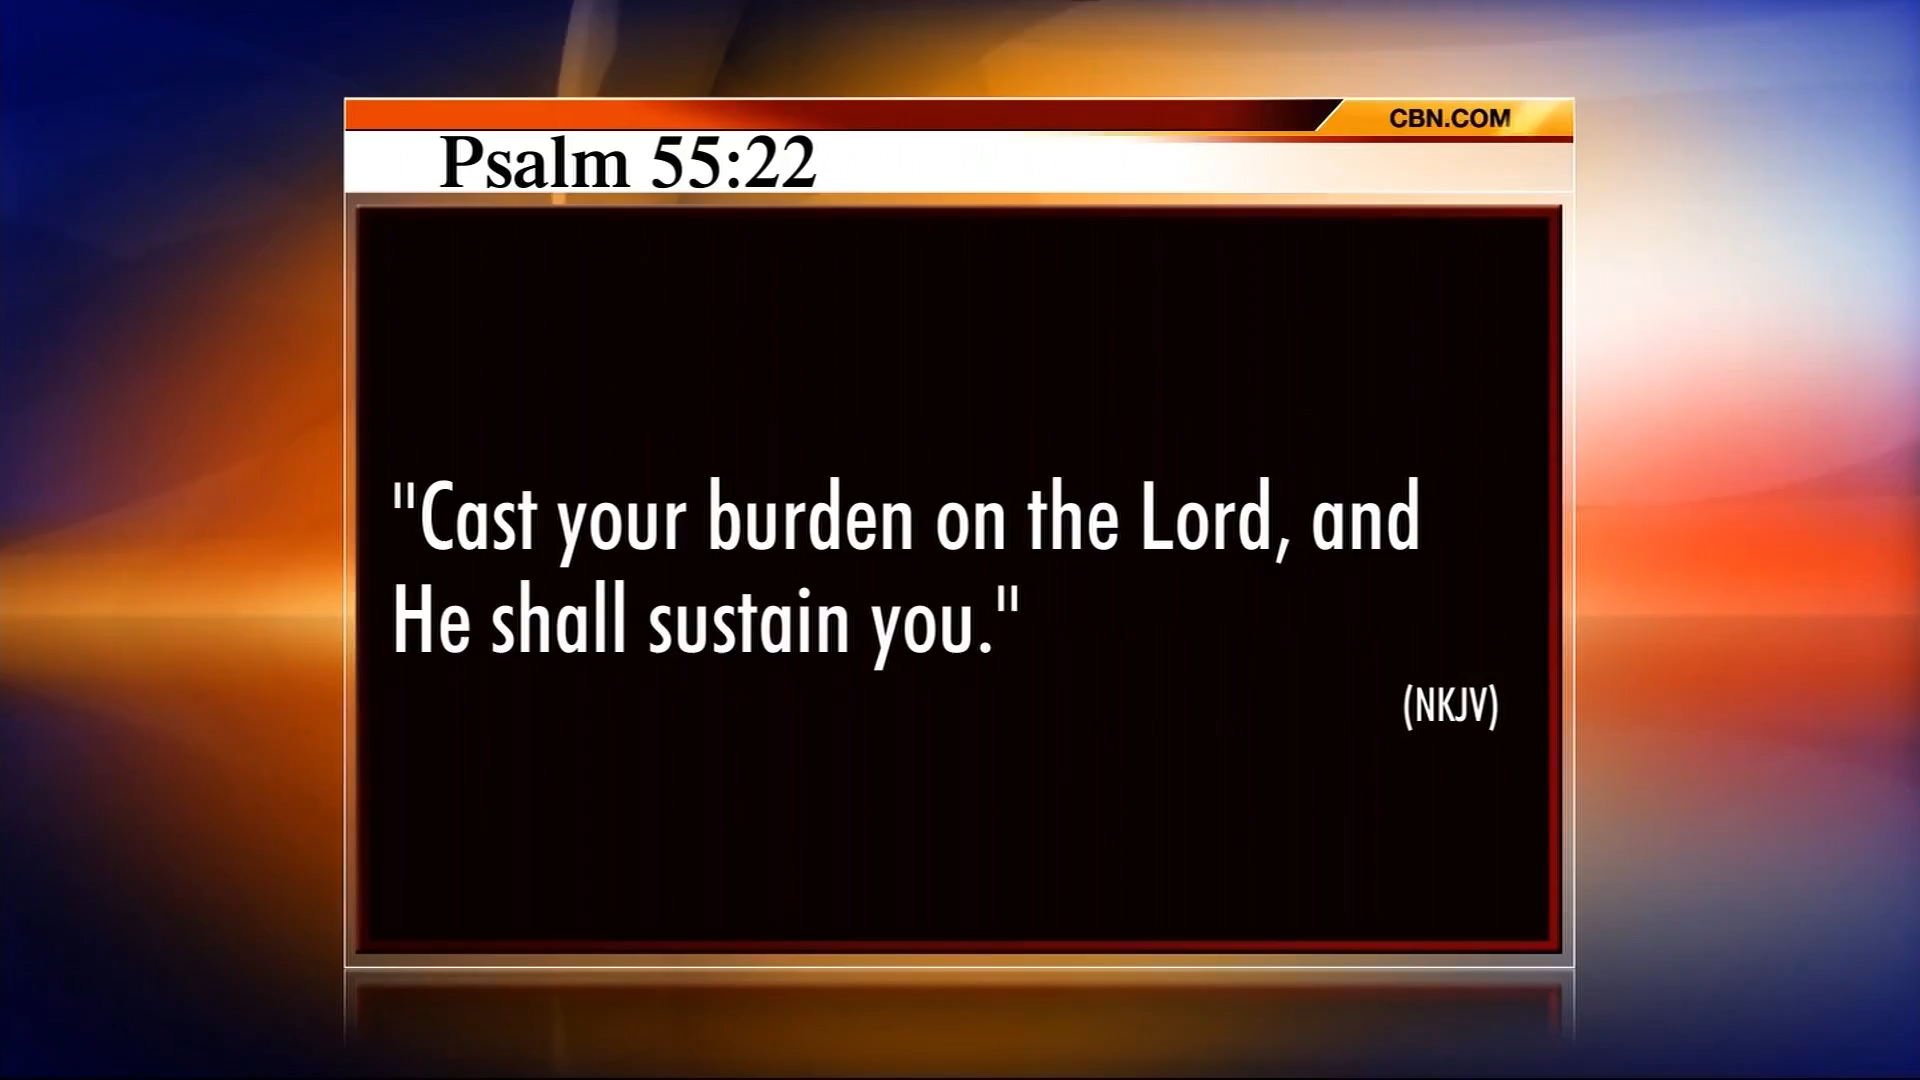 CBN.COM
Psalm 55:22
"Cast your burden on the Lord, and
He shall sustain you."
(NKJV)